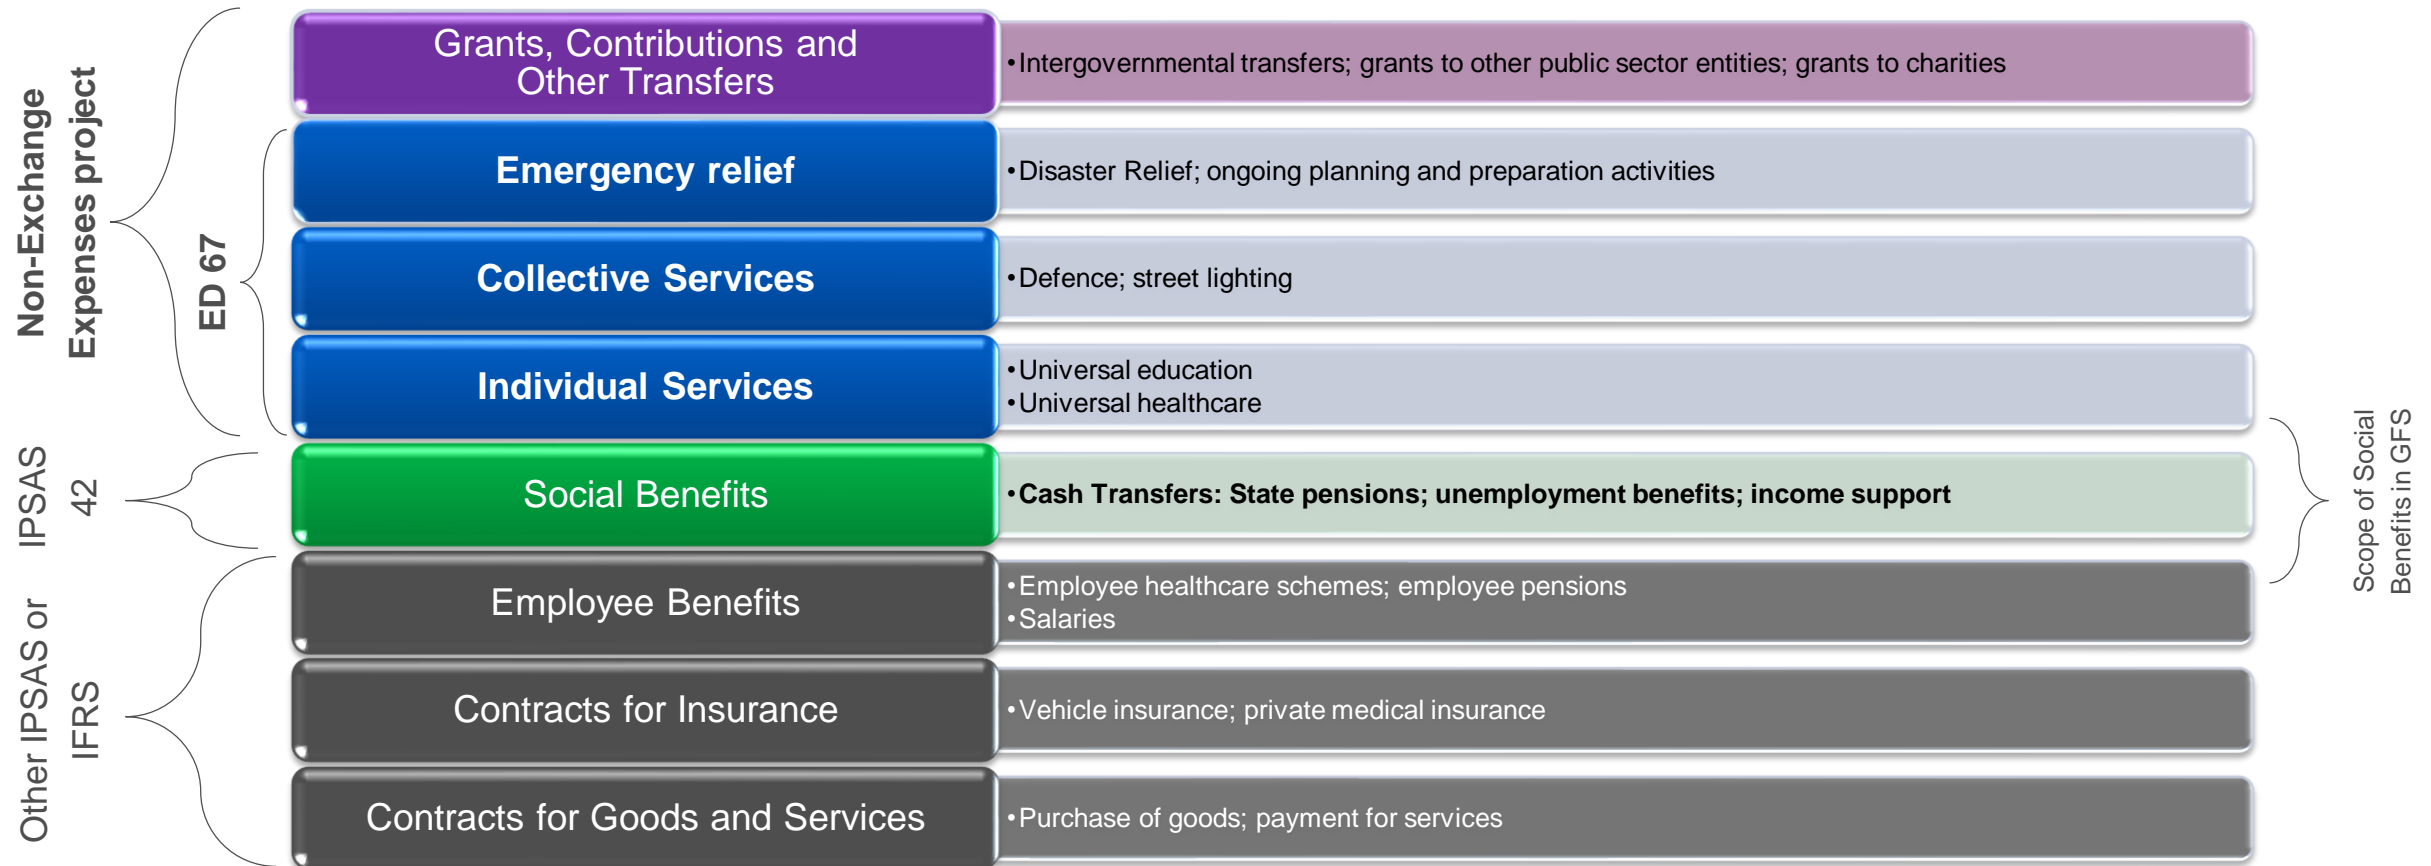 Non-Exchange
Expenses project
ED 67
IPSAS
42
Other IPSAS or
IFRS
Grants, Contributions and
Other Transfers
•Intergovernmental transfers; grants to other public sector entities; grants to charities
Emergency relief
•Disaster Relief; ongoing planning and preparation activities
Collective Services
•Defence; street lighting
Individual Services
•Universal education
•Universal healthcare
Social Benefits
•Cash Transfers: State pensions; unemployment benefits; income support
Employee Benefits
•Employee healthcare schemes; employee pensions
•Salaries
Contracts for Insurance
•Vehicle insurance; private medical insurance
Contracts for Goods and Services
•Purchase of goods; payment for services
Scope of Social
Benefits in GFS